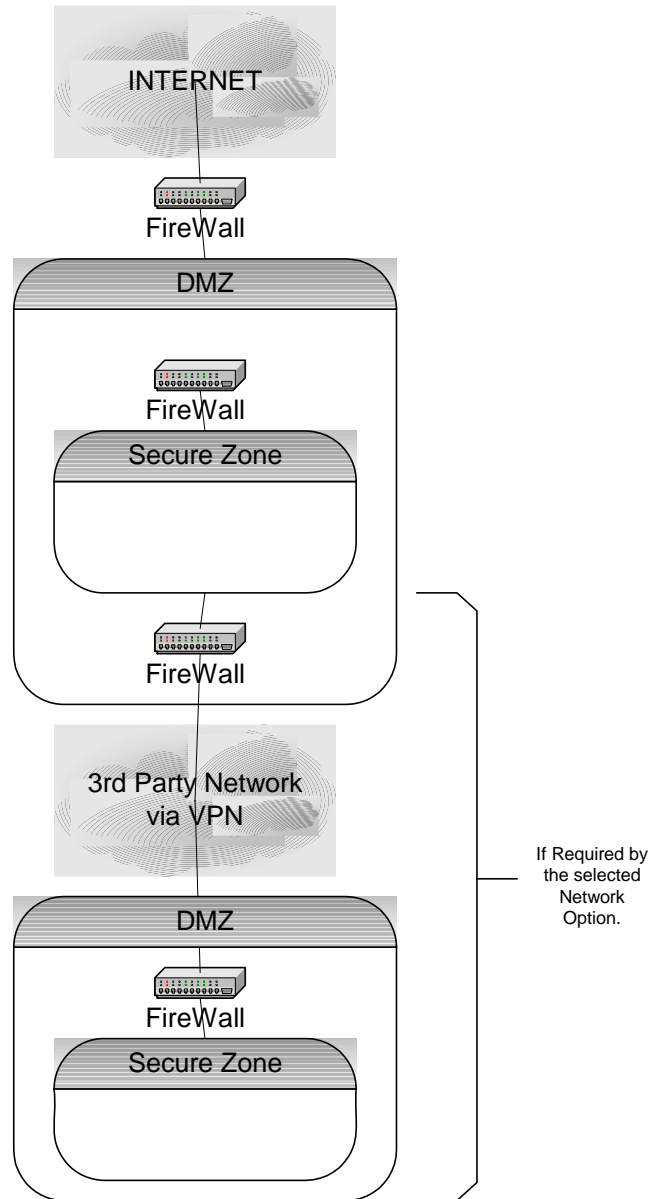 INTERNET
FireWall
DMZ
FireWall
Secure Zone
FireWall
3rd Party Network
via VPN
If Required by
the selected
Network
Option.
DMZ
FireWall
Secure Zone